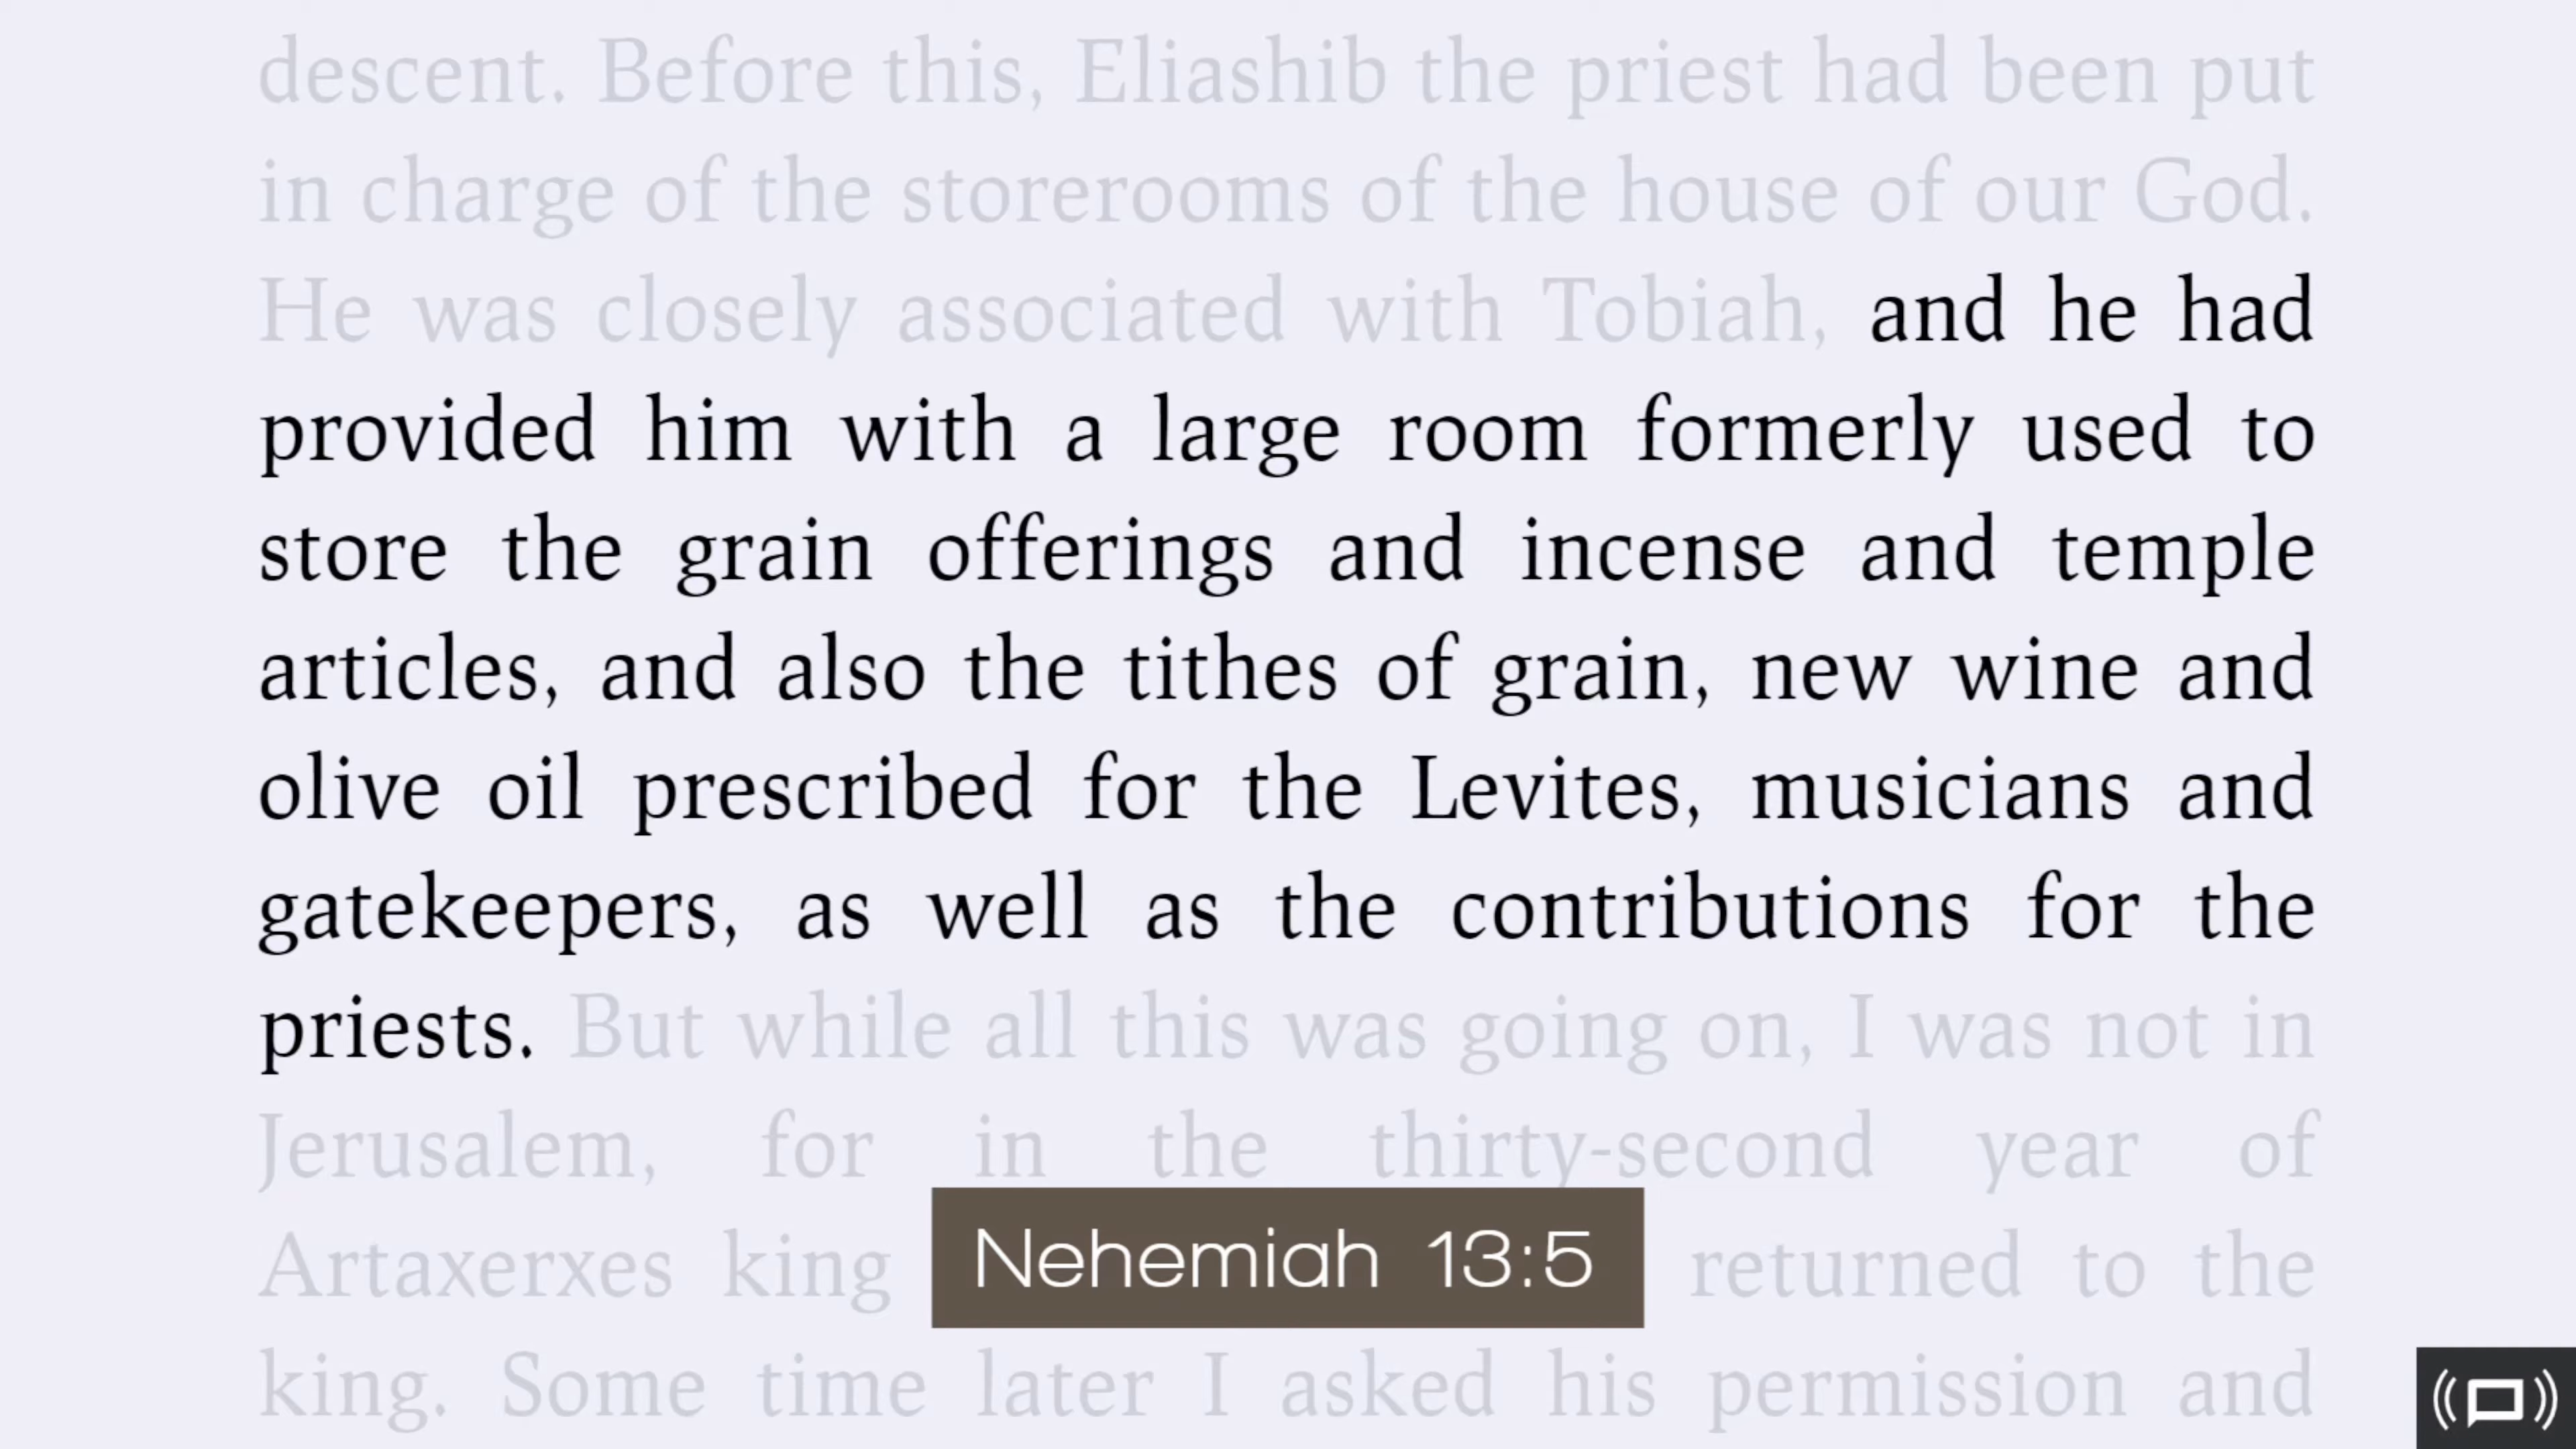 descent. Before this, Eliashib the priest had been put
in charge of the storerooms of the house of our God.
He was closely associated with Tobiah, and he had
provided him with a large room formerly used to
store the grain offerings and incense and temple
articles, and also the tithes of grain, new wine and
olive oil prescribed for the Levites, musicians and
gatekeepers, as well as the contributions for the
priests. But while all this was going on, I was not in
Jerusalem, for in the thirty-second year of
Artaxerxes king returned to the
Nehemiah 13:5
king. Some time later I asked his permission and